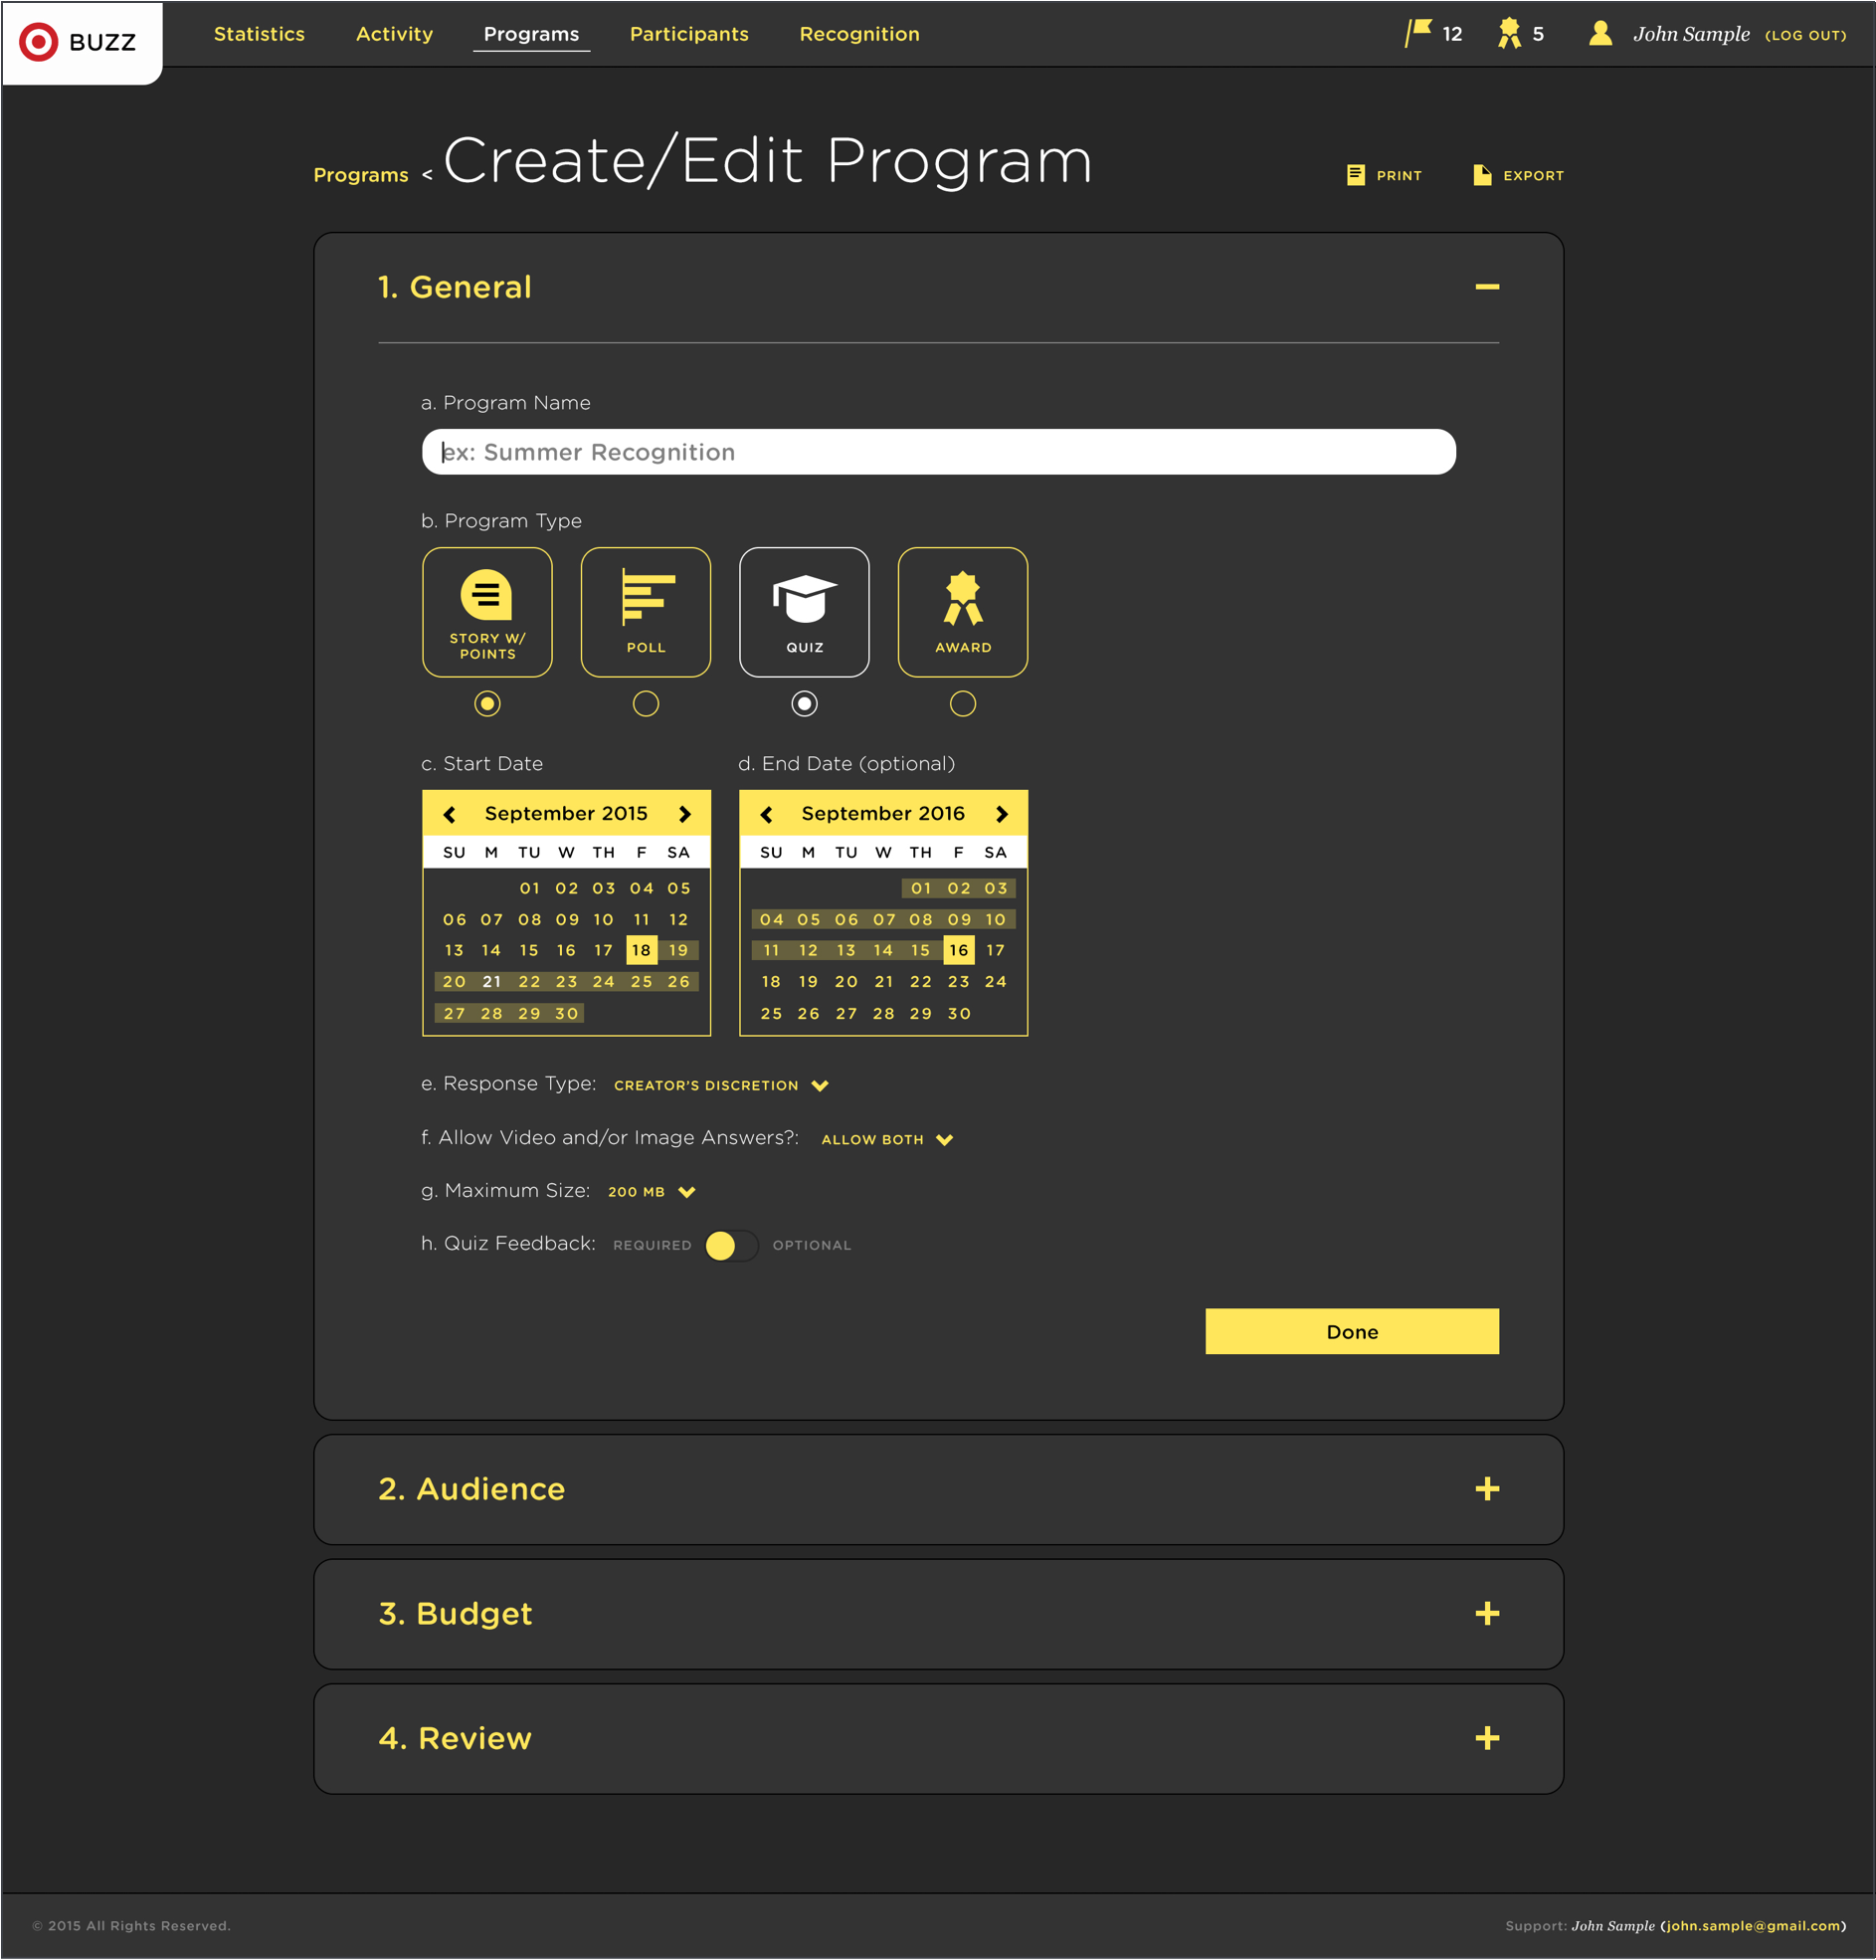 BUZZ
Statistics Activity Programs Participants Recognition
12 5 John Sample (LOG OUT)
Programs < Create/Edit Program
PRINT EXPORT
1. General
a. Program Name
ex: Summer Recognition
b. Program Type
STORY W/
POINTS
POLL
QUIZ
AWARD
c. Start Date
September 2015
SU M TU W TH F SA
01 02 03 04 05
06 07 08 09 10 11 12
13 14 15 16 17 18 19
20 21 22 23 24 25 26
27 28 29 30
d. End Date (optional)
September 2016
SU M TU W TH F SA
01 02 03
04 05 06 07 08 09 10
11 12 13 14 15 16 17
18 19 20 21 22 23 24
25 26 27 28 29 30
e. Response Type: CREATOR'S DISCRETION
f. Allow Video and/or Image Answers?: ALLOW BOTH
g. Maximum Size: 200 MB
h. Quiz Feedback: REQUIRED OPTIONAL
Done
2. Audience
3. Budget
4. Review
© 2015 All Rights Reserved.
Support: John Sample (john.sample@gmail.com)